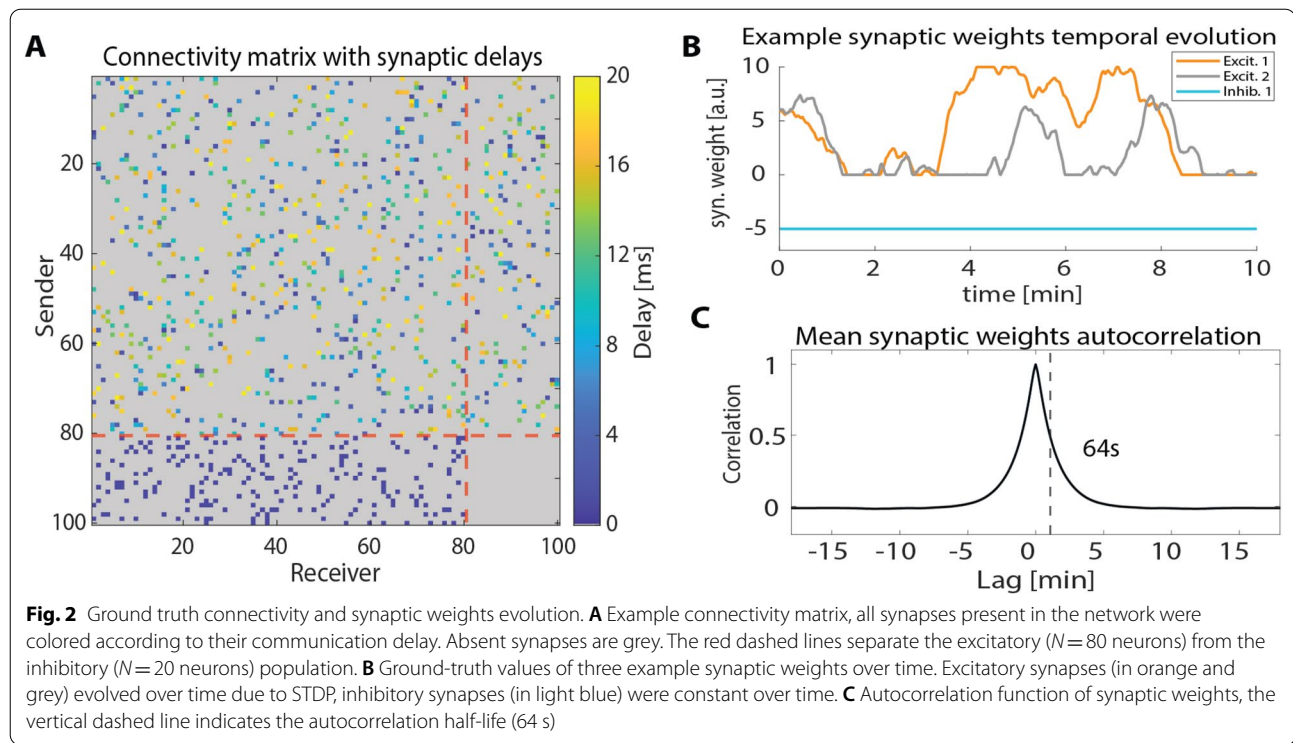 A
Connectivity matrix with synaptic delays
20
40
60
80
100
Sender
20
40
60
80
100
Receiver
20
16
12
8
4
0
Delay [ms]
B
Example synaptic weights temporal evolution
10
5
0
-5
syn. weight [a.u.]
Excit. 1
Excit. 2
Inhib. 1
0
2
4
6
8
10
time [min]
C
Mean synaptic weights autocorrelation
1
0.5
0
Correlation
64s
-15
-10
-5
0
5
10
15
Lag [min]
Fig. 2 Ground truth connectivity and synaptic weights evolution. A Example connectivity matrix, all synapses present in the network were
colored according to their communication delay. Absent synapses are grey. The red dashed lines separate the excitatory (N = 80 neurons) from the
inhibitory (N = 20 neurons) population. B Ground-truth values of three example synaptic weights over time. Excitatory synapses (in orange and
grey) evolved over time due to STDP, inhibitory synapses (in light blue) were constant over time. C Autocorrelation function of synaptic weights, the
vertical dashed line indicates the autocorrelation half-life (64 s)